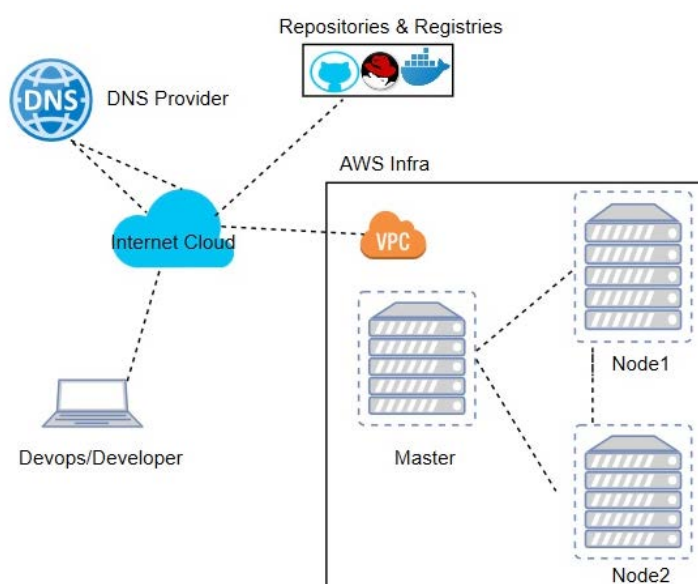 Repositories & Registries
DNS
DNS Provider
AWS Infra
Internet Cloud
VPC
Node1
Devops/Developer
Master
Node2